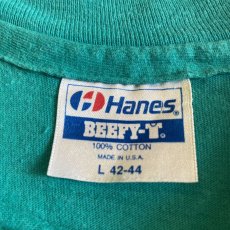 Hanes®
BEEFY-T®
100% COTTON
MADE IN U.S.A.
L 42-44